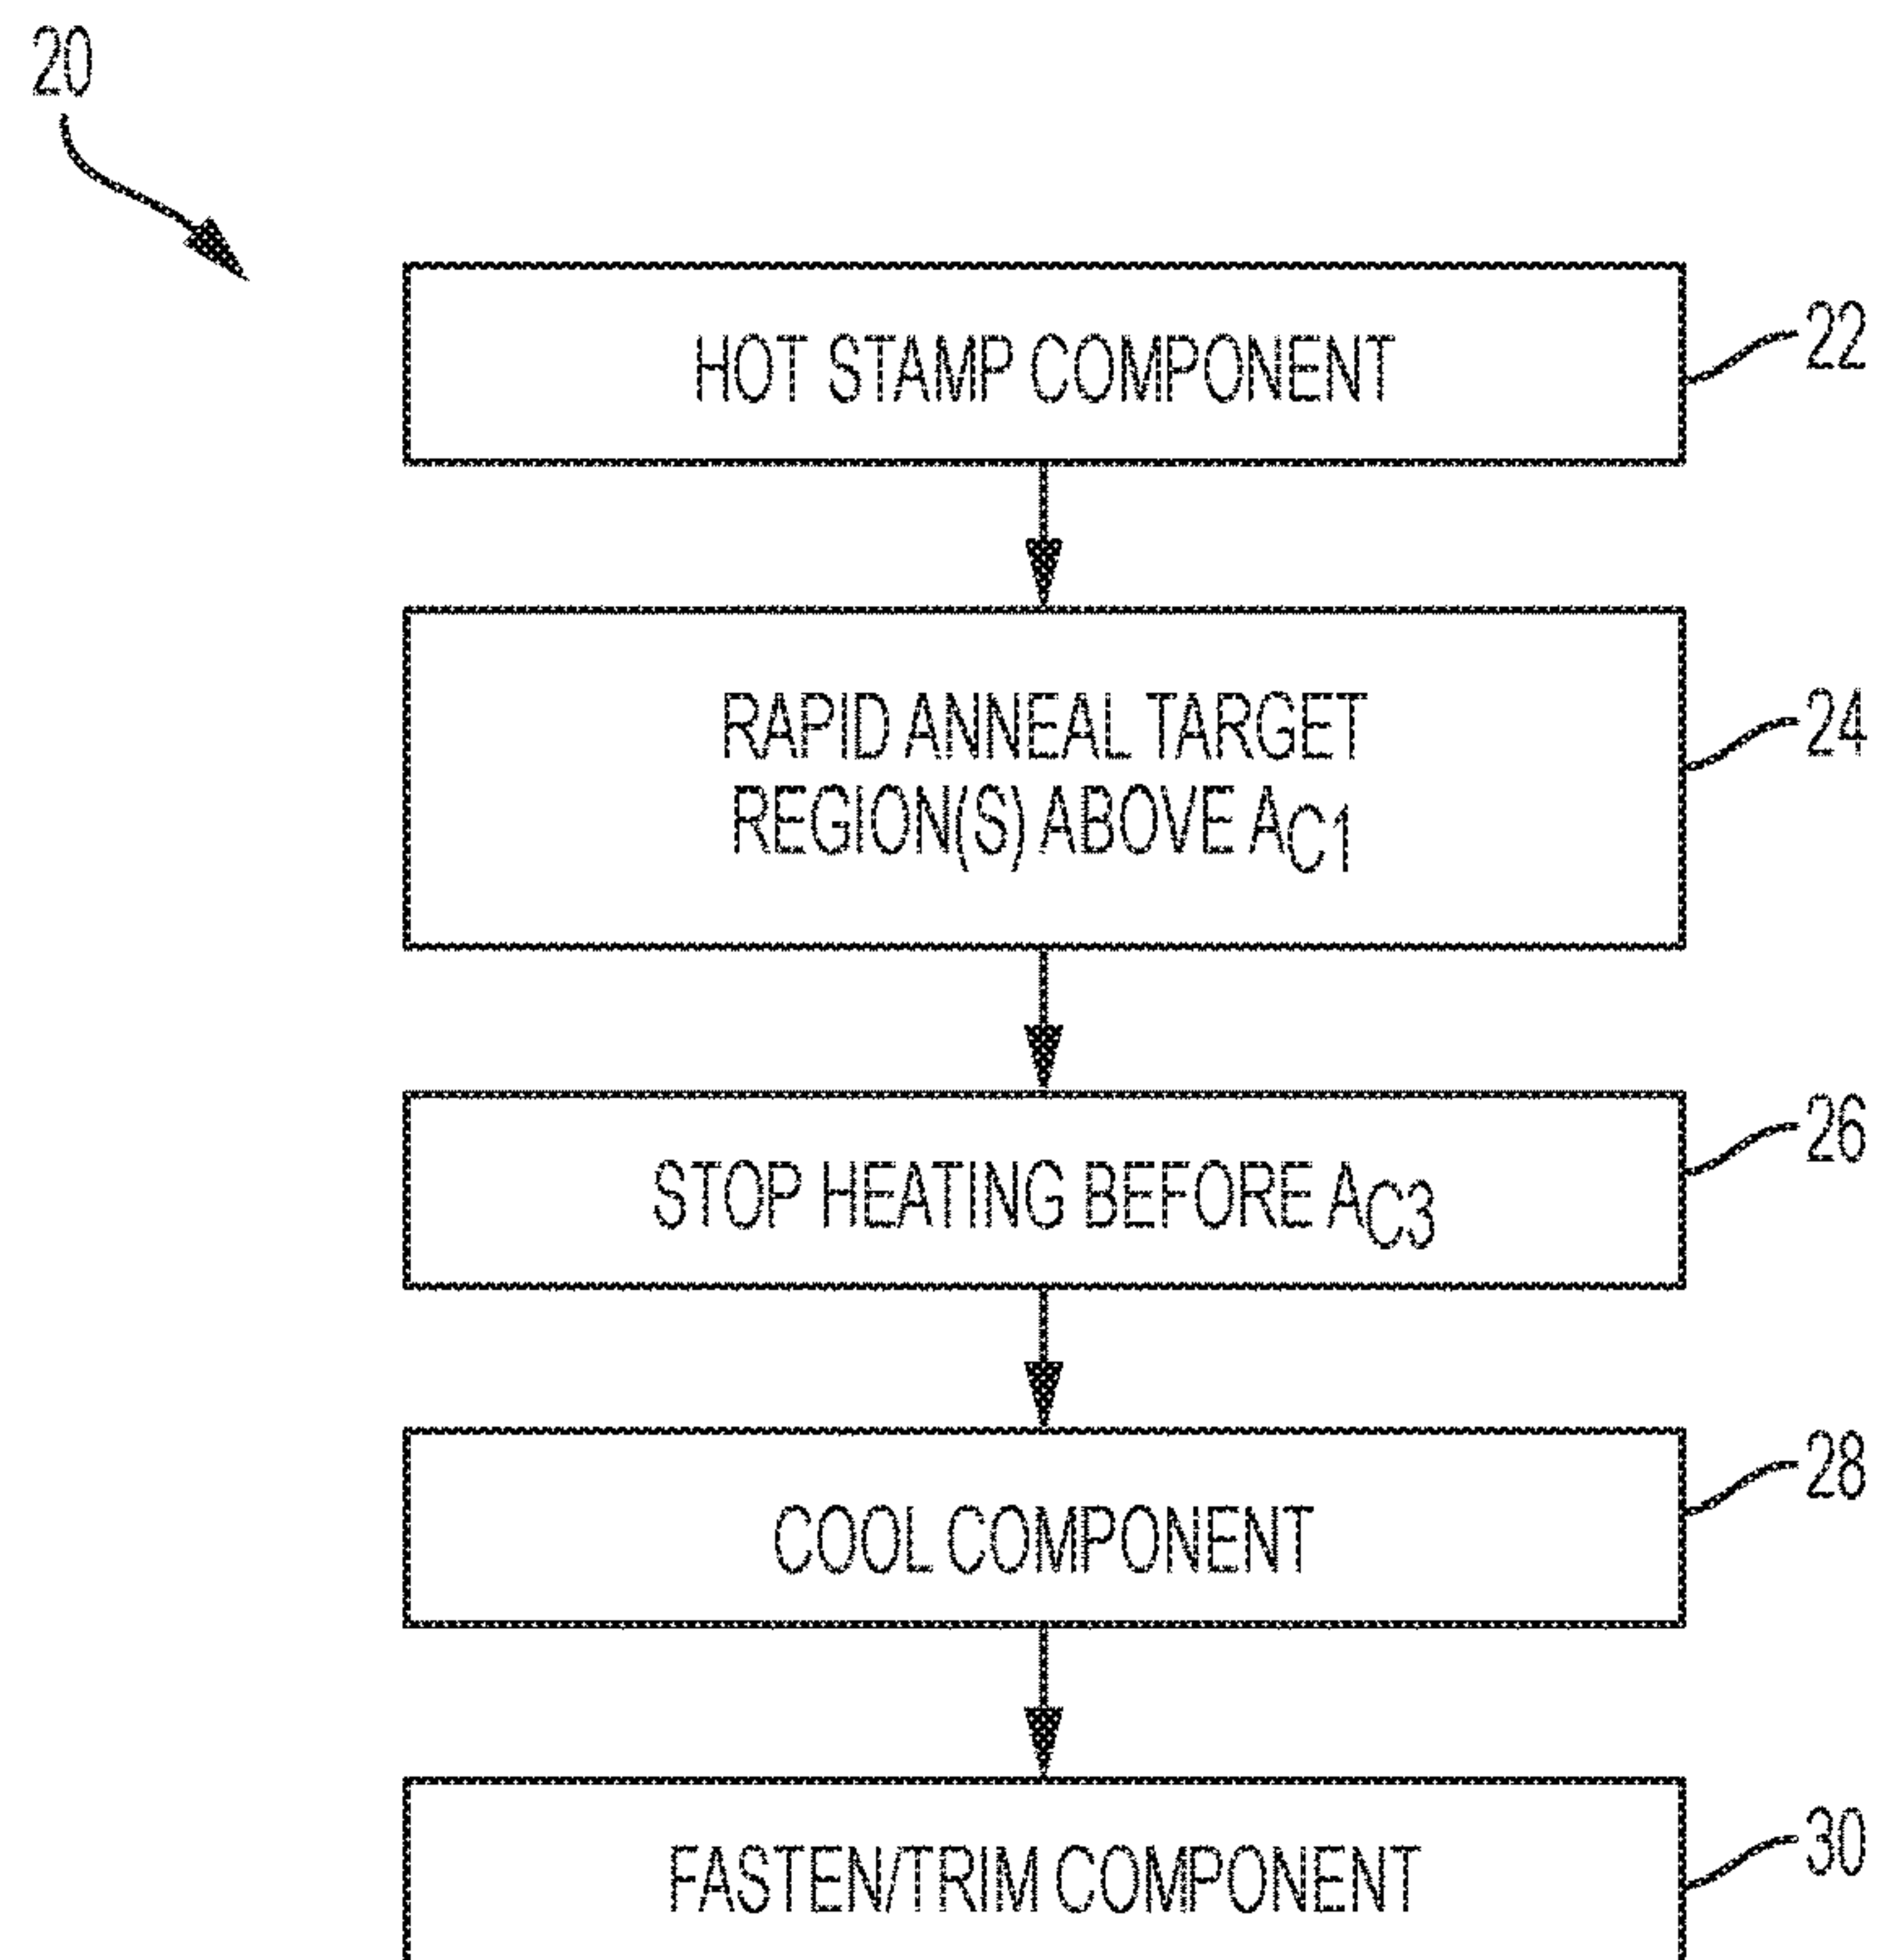 20
HOT STAMP COMPONENT
22
RAPID ANNEAL TARGET
REGION(S) ABOVE AC1
24
STOP HEATING BEFORE AC3
26
COOL COMPONENT
28
FASTEN/TRIM COMPONENT
30